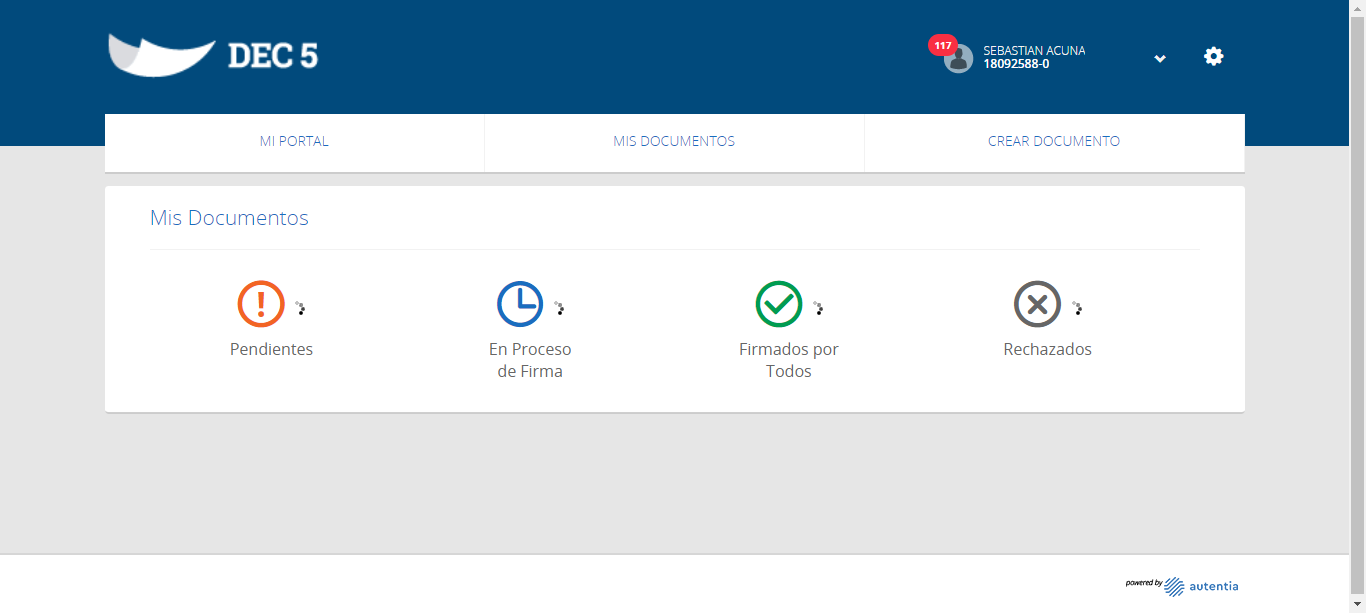 DEC 5
117
SEBASTIAN ACUNA
18092588-0
MI PORTAL
MIS DOCUMENTOS
CREAR DOCUMENTO
Mis Documentos
Pendientes
En Proceso
de Firma
Firmados por
Todos
Rechazados
powered by autentia